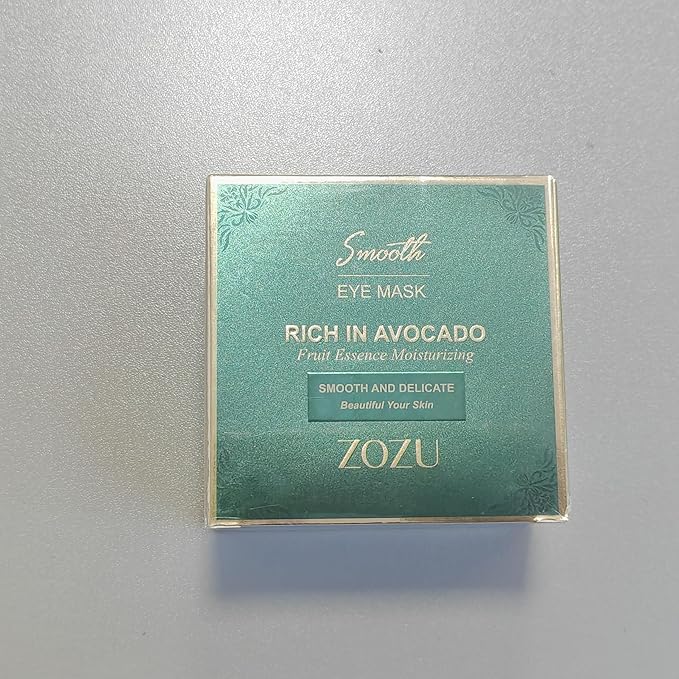 Smooth
EYE MASK
RICH IN AVOCADO
Fruit Essence Moisturizing
SMOOTH AND DELICATE
Beautiful Your Skin
ZOZU